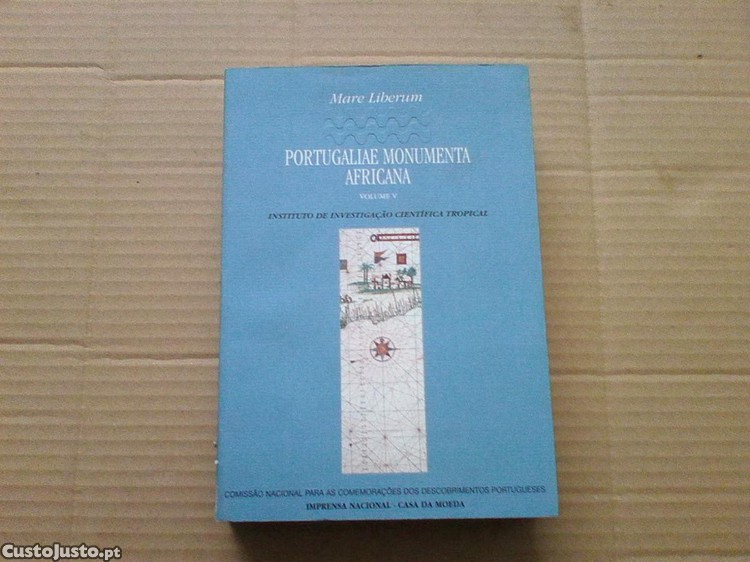 Mare Liberum
PORTUGALIAE MONUMENTA
AFRICANA
VOLUME V
INSTITUTO DE INVESTIGAÇÃO CIENTÍFICA TROPICAL
COMISSÃO NACIONAL PARA AS COMEMORAÇÕES DOS DESCOBRIMENTOS PORTUGUESES
IMPRENSA NACIONAL - CASA DA MOEDA
CustoJusto.pt